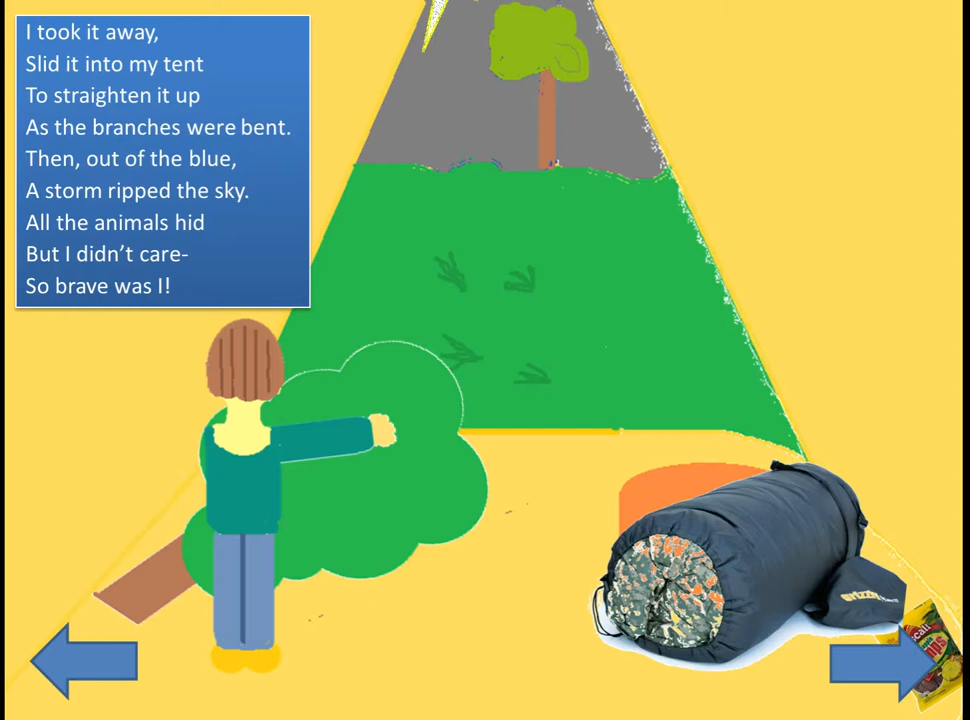 I took it away,
Slid it into my tent
To straighten it up
As the branches were bent.
Then, out of the blue,
A storm ripped the sky.
All the animals hid
But I didn’t care-
So brave was I!